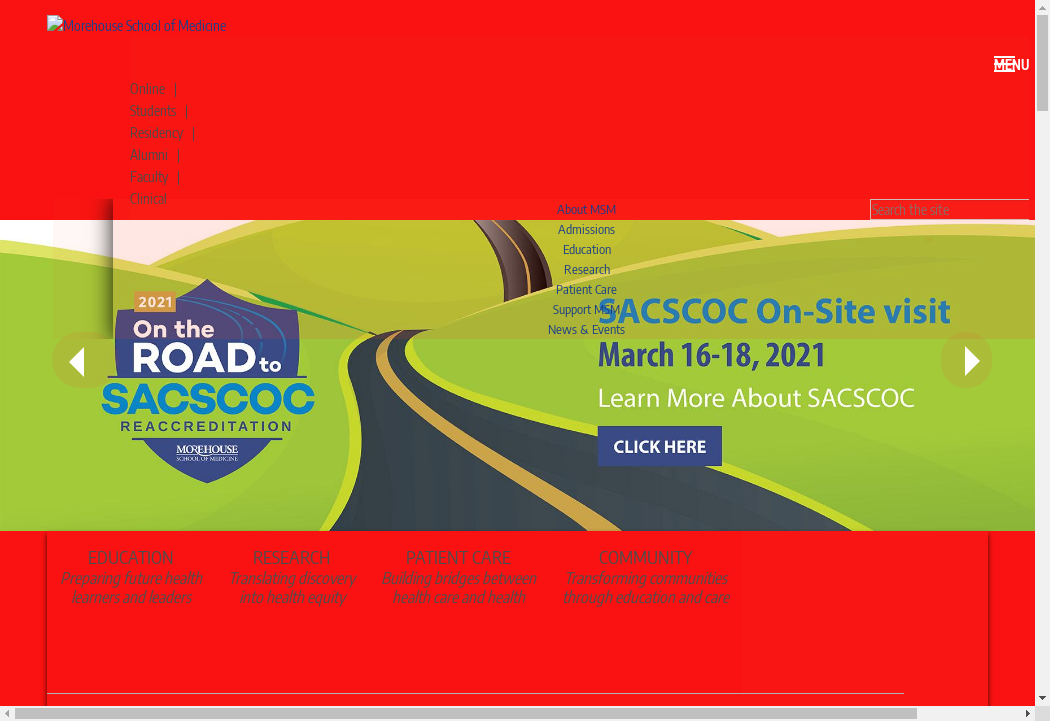 Morehouse School of Medicine
MENU
Online |
Students |
Residency |
Alumni |
Faculty |
Clinical
Search the site
About MSM
Admissions
Education
Research
Patient Care
Support MSM
News & Events
2021
On the
ROAD to
SACSCOC
REACCREDITATION
MOREHOUSE
SCHOOL OF MEDICINE
SACSCOC On-Site visit
March 16-18, 2021
Learn More About SACSCOC
CLICK HERE
EDUCATION
Preparing future health
learners and leaders
RESEARCH
Translating discovery
into health equity
PATIENT CARE
Building bridges between
health care and health
COMMUNITY
Transforming communities
through education and care